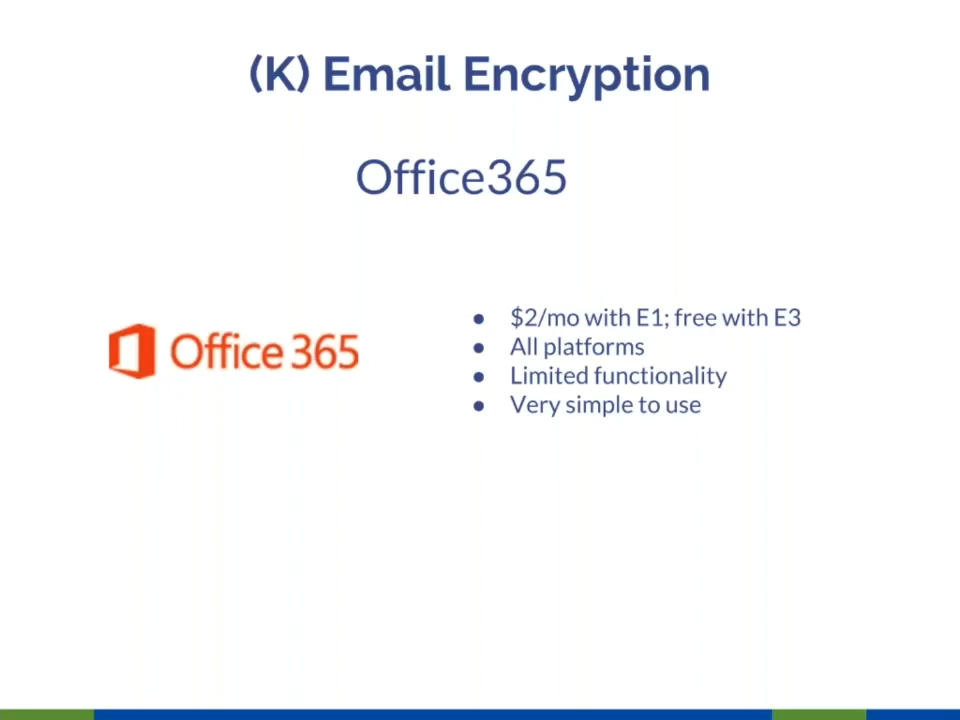 (K) Email Encryption
Office365
Office 365
● $2/mo with E1; free with E3
● All platforms
● Limited functionality
● Very simple to use